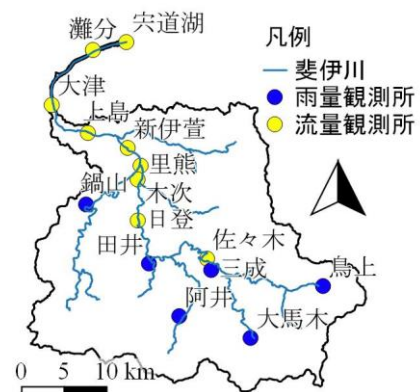 宍道湖
灘分
凡例
斐伊川
大津
雨量観測所
上島
流量観測所
新伊萱
里熊
鍋山
木次
日登
田井
佐々木
三成
鳥上
阿井
大馬木
0 5 10 km